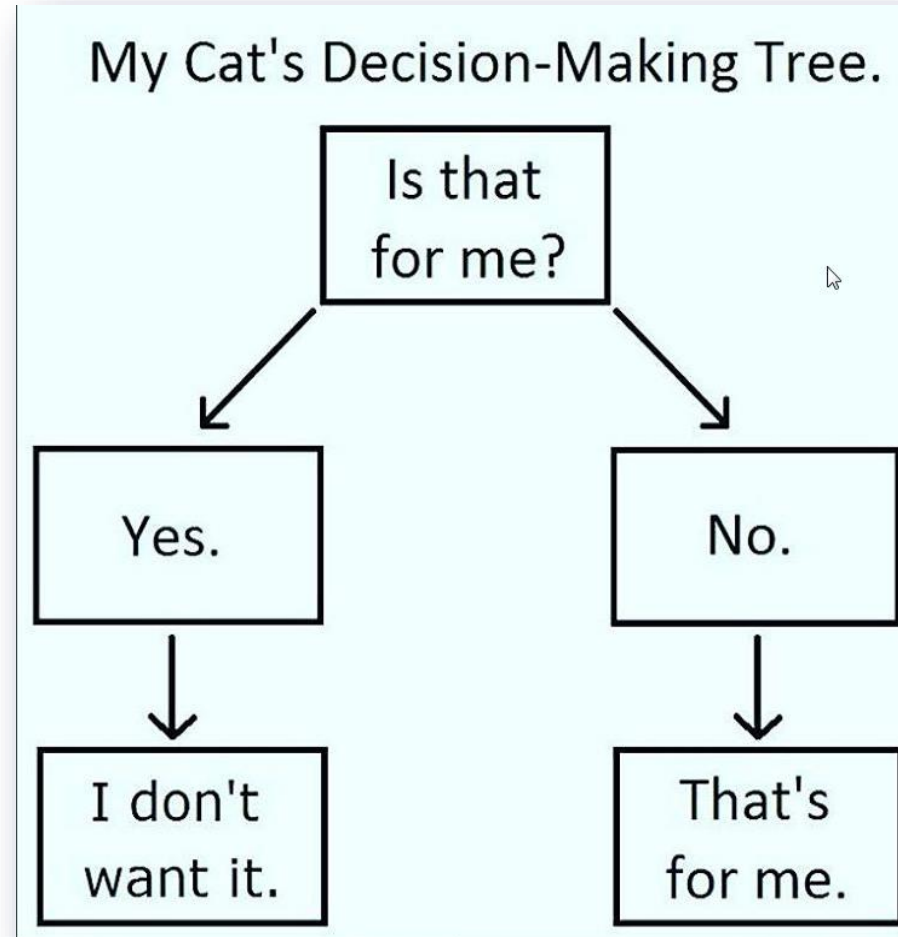 My Cat's Decision-Making Tree.
Is that
for me?
Yes.
No.
I don't
want it.
That's
for me.